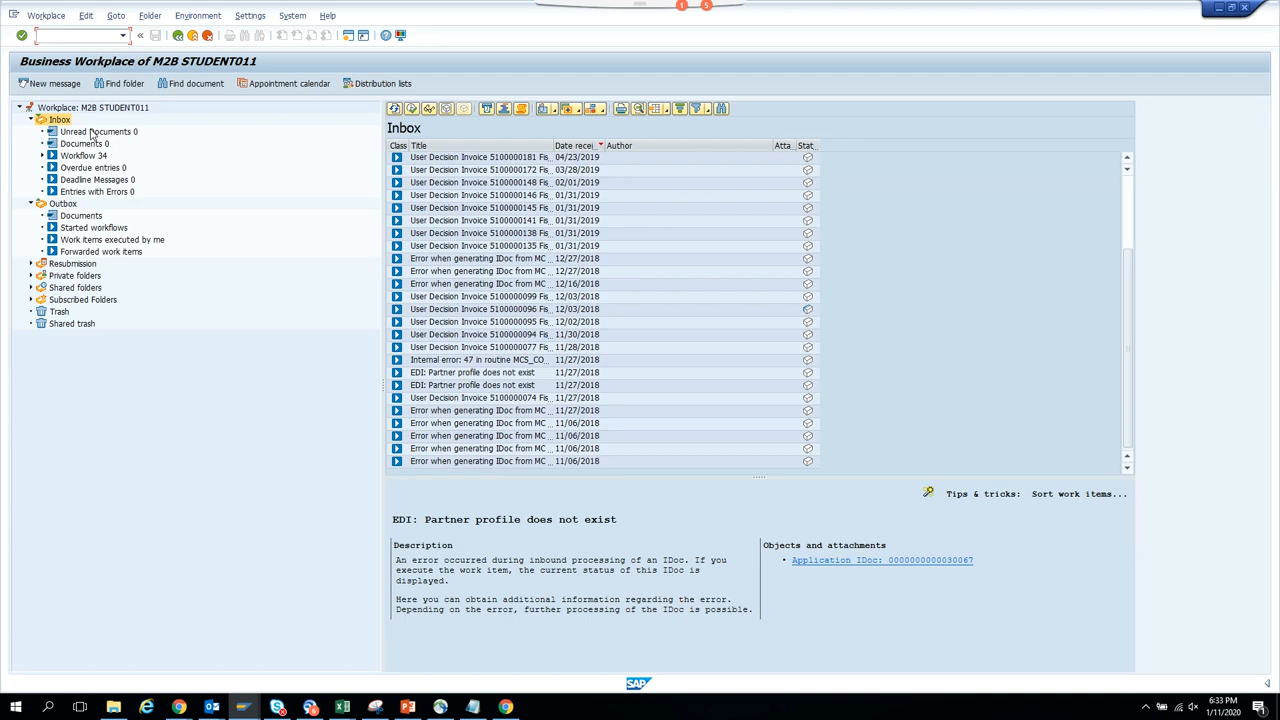 Workplace Edit Goto Folder Environment Settings System Help
1 5
Business Workplace of M2B STUDENT011
New message Find folder Find document Appointment calendar Distribution lists
Workplace: M2B STUDENT011
Inbox
Unread Documents 0
Documents 0
Workflow 34
Overdue entries 0
Deadline Messages 0
Entries with Errors 0
Outbox
Documents
Started workflows
Work items executed by me
Forwarded work items
Resubmission
Private folders
Shared folders
Subscribed Folders
Trash
Shared trash
Inbox
Class Title Date recei... Author Atta... Stat...
User Decision Invoice 5100000181 Fis... 04/23/2019
User Decision Invoice 5100000172 Fis... 03/28/2019
User Decision Invoice 5100000148 Fis... 02/01/2019
User Decision Invoice 5100000146 Fis... 01/31/2019
User Decision Invoice 5100000145 Fis... 01/31/2019
User Decision Invoice 5100000141 Fis... 01/31/2019
User Decision Invoice 5100000138 Fis... 01/31/2019
User Decision Invoice 5100000135 Fis... 01/31/2019
Error when generating IDoc from MC ... 12/27/2018
Error when generating IDoc from MC ... 12/27/2018
Error when generating IDoc from MC ... 12/16/2018
User Decision Invoice 5100000099 Fis... 12/03/2018
User Decision Invoice 5100000096 Fis... 12/03/2018
User Decision Invoice 5100000095 Fis... 12/02/2018
User Decision Invoice 5100000094 Fis... 11/30/2018
User Decision Invoice 5100000077 Fis... 11/28/2018
Internal error: 47 in routine MCS_CO... 11/27/2018
EDI: Partner profile does not exist 11/27/2018
EDI: Partner profile does not exist 11/27/2018
User Decision Invoice 5100000074 Fis... 11/27/2018
Error when generating IDoc from MC ... 11/27/2018
Error when generating IDoc from MC ... 11/06/2018
Error when generating IDoc from MC ... 11/06/2018
Error when generating IDoc from MC ... 11/06/2018
Error when generating IDoc from MC ... 11/06/2018
Tips & tricks: Sort work items...
EDI: Partner profile does not exist
Description
An error occurred during inbound processing of an IDoc. If you
execute the work item, the current status of this IDoc is
displayed.
Here you can obtain additional information regarding the error.
Depending on the error, further processing of the IDoc is possible.
Objects and attachments
• Application IDoc: 0000000000030067
SAP
6:33 PM
1/11/2020